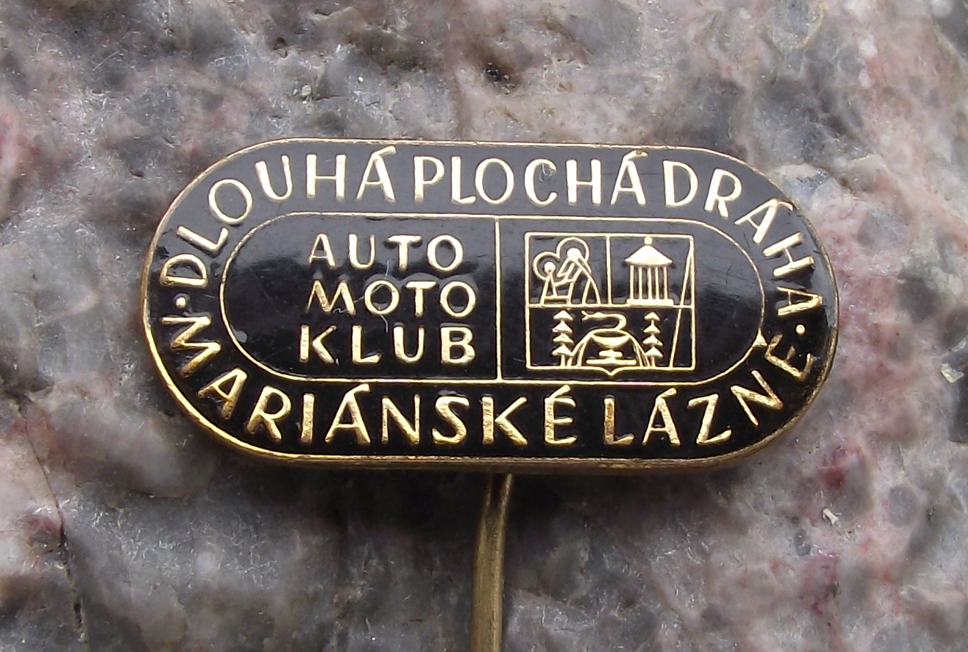 DLOUHÁ PLOCHÁ DRÁHA
AUTO
MOTO
KLUB
MARIÁNSKÉ LÁZNĚ